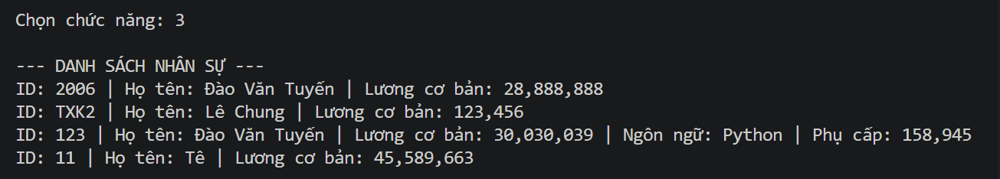 Chọn chức năng: 3
--- DANH SÁCH NHÂN SỰ ---
ID: 2006 | Họ tên: Đào Văn Tuyến | Lương cơ bản: 28,888,888
ID: TXK2 | Họ tên: Lê Chung | Lương cơ bản: 123,456
ID: 123 | Họ tên: Đào Văn Tuyến | Lương cơ bản: 30,030,039 | Ngôn ngữ: Python | Phụ cấp: 158,945
ID: 11 | Họ tên: Tê | Lương cơ bản: 45,589,663